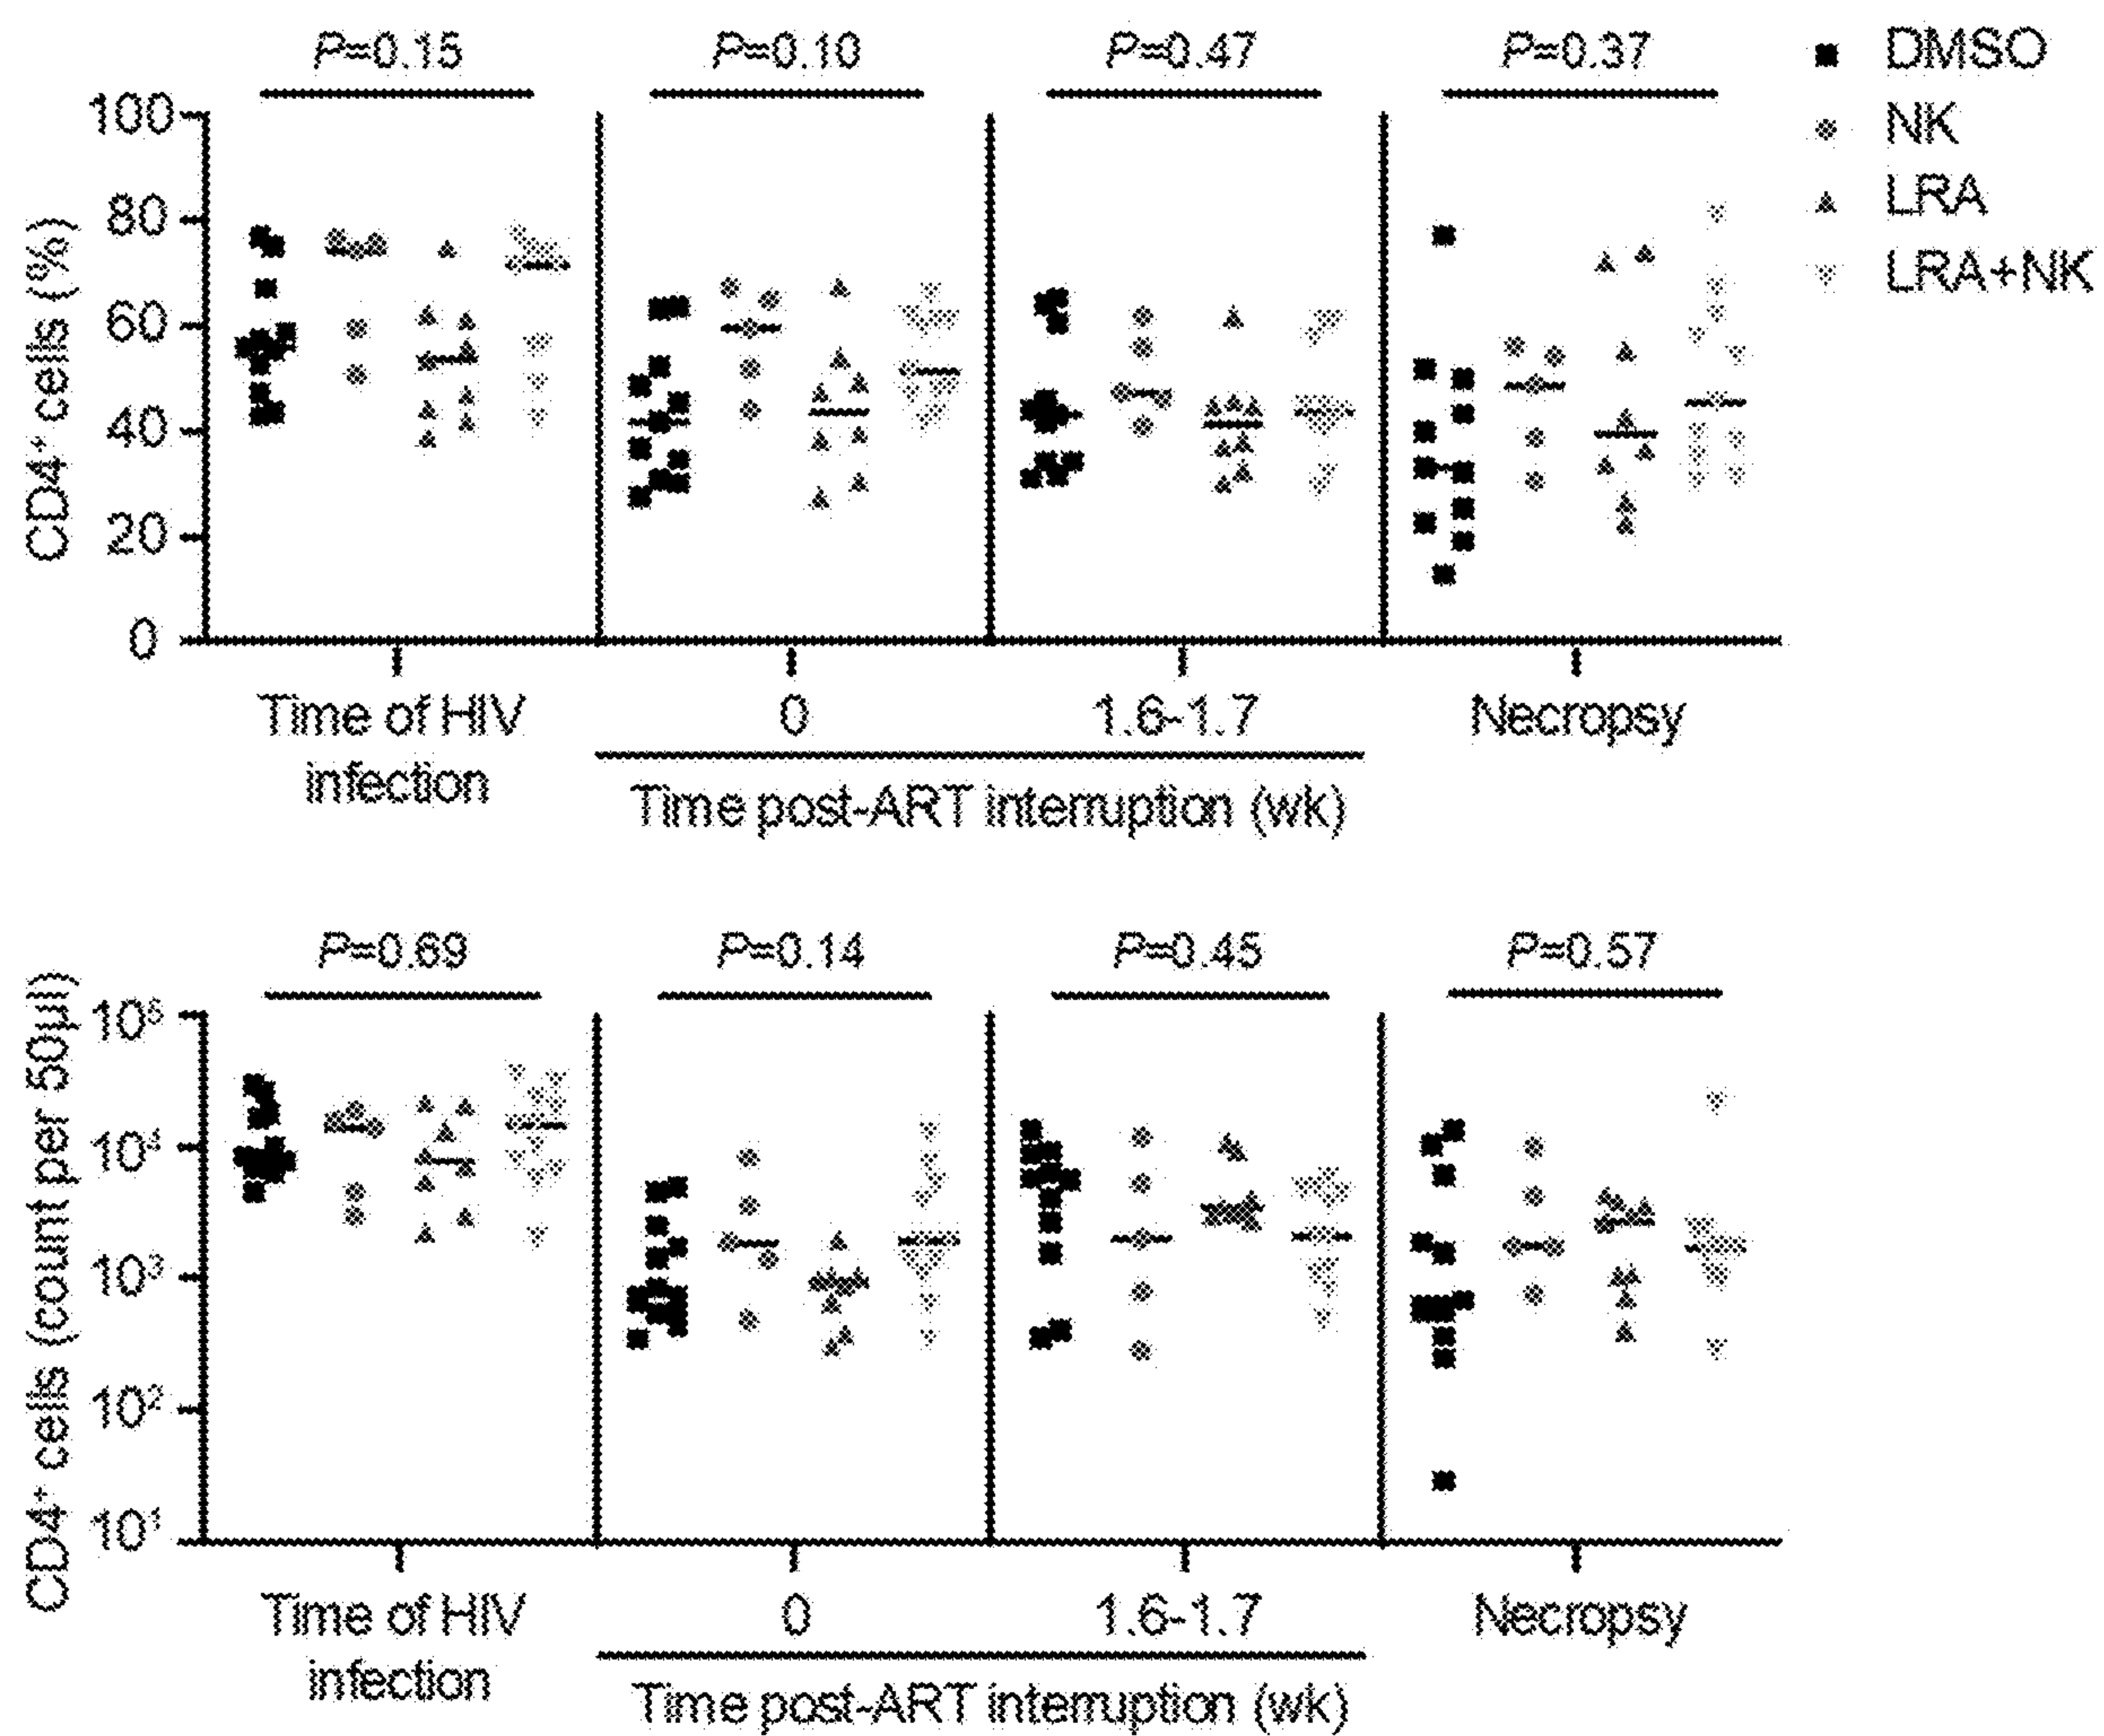 P=0.15 P=0.10 P=0.47 P=0.37
DMSO
NK
LRA
LRA+NK
CD4⁺ cells (%)
100
80
60
40
20
0
Time of HIV infection
0
1.6-1.7
Necropsy
Time post-ART interruption (wk)
P=0.69 P=0.14 P=0.45 P=0.57
CD4⁺ cells (count per 50µl)
10⁵
10⁴
10³
10²
10¹
Time of HIV infection
0
1.6-1.7
Necropsy
Time post-ART interruption (wk)